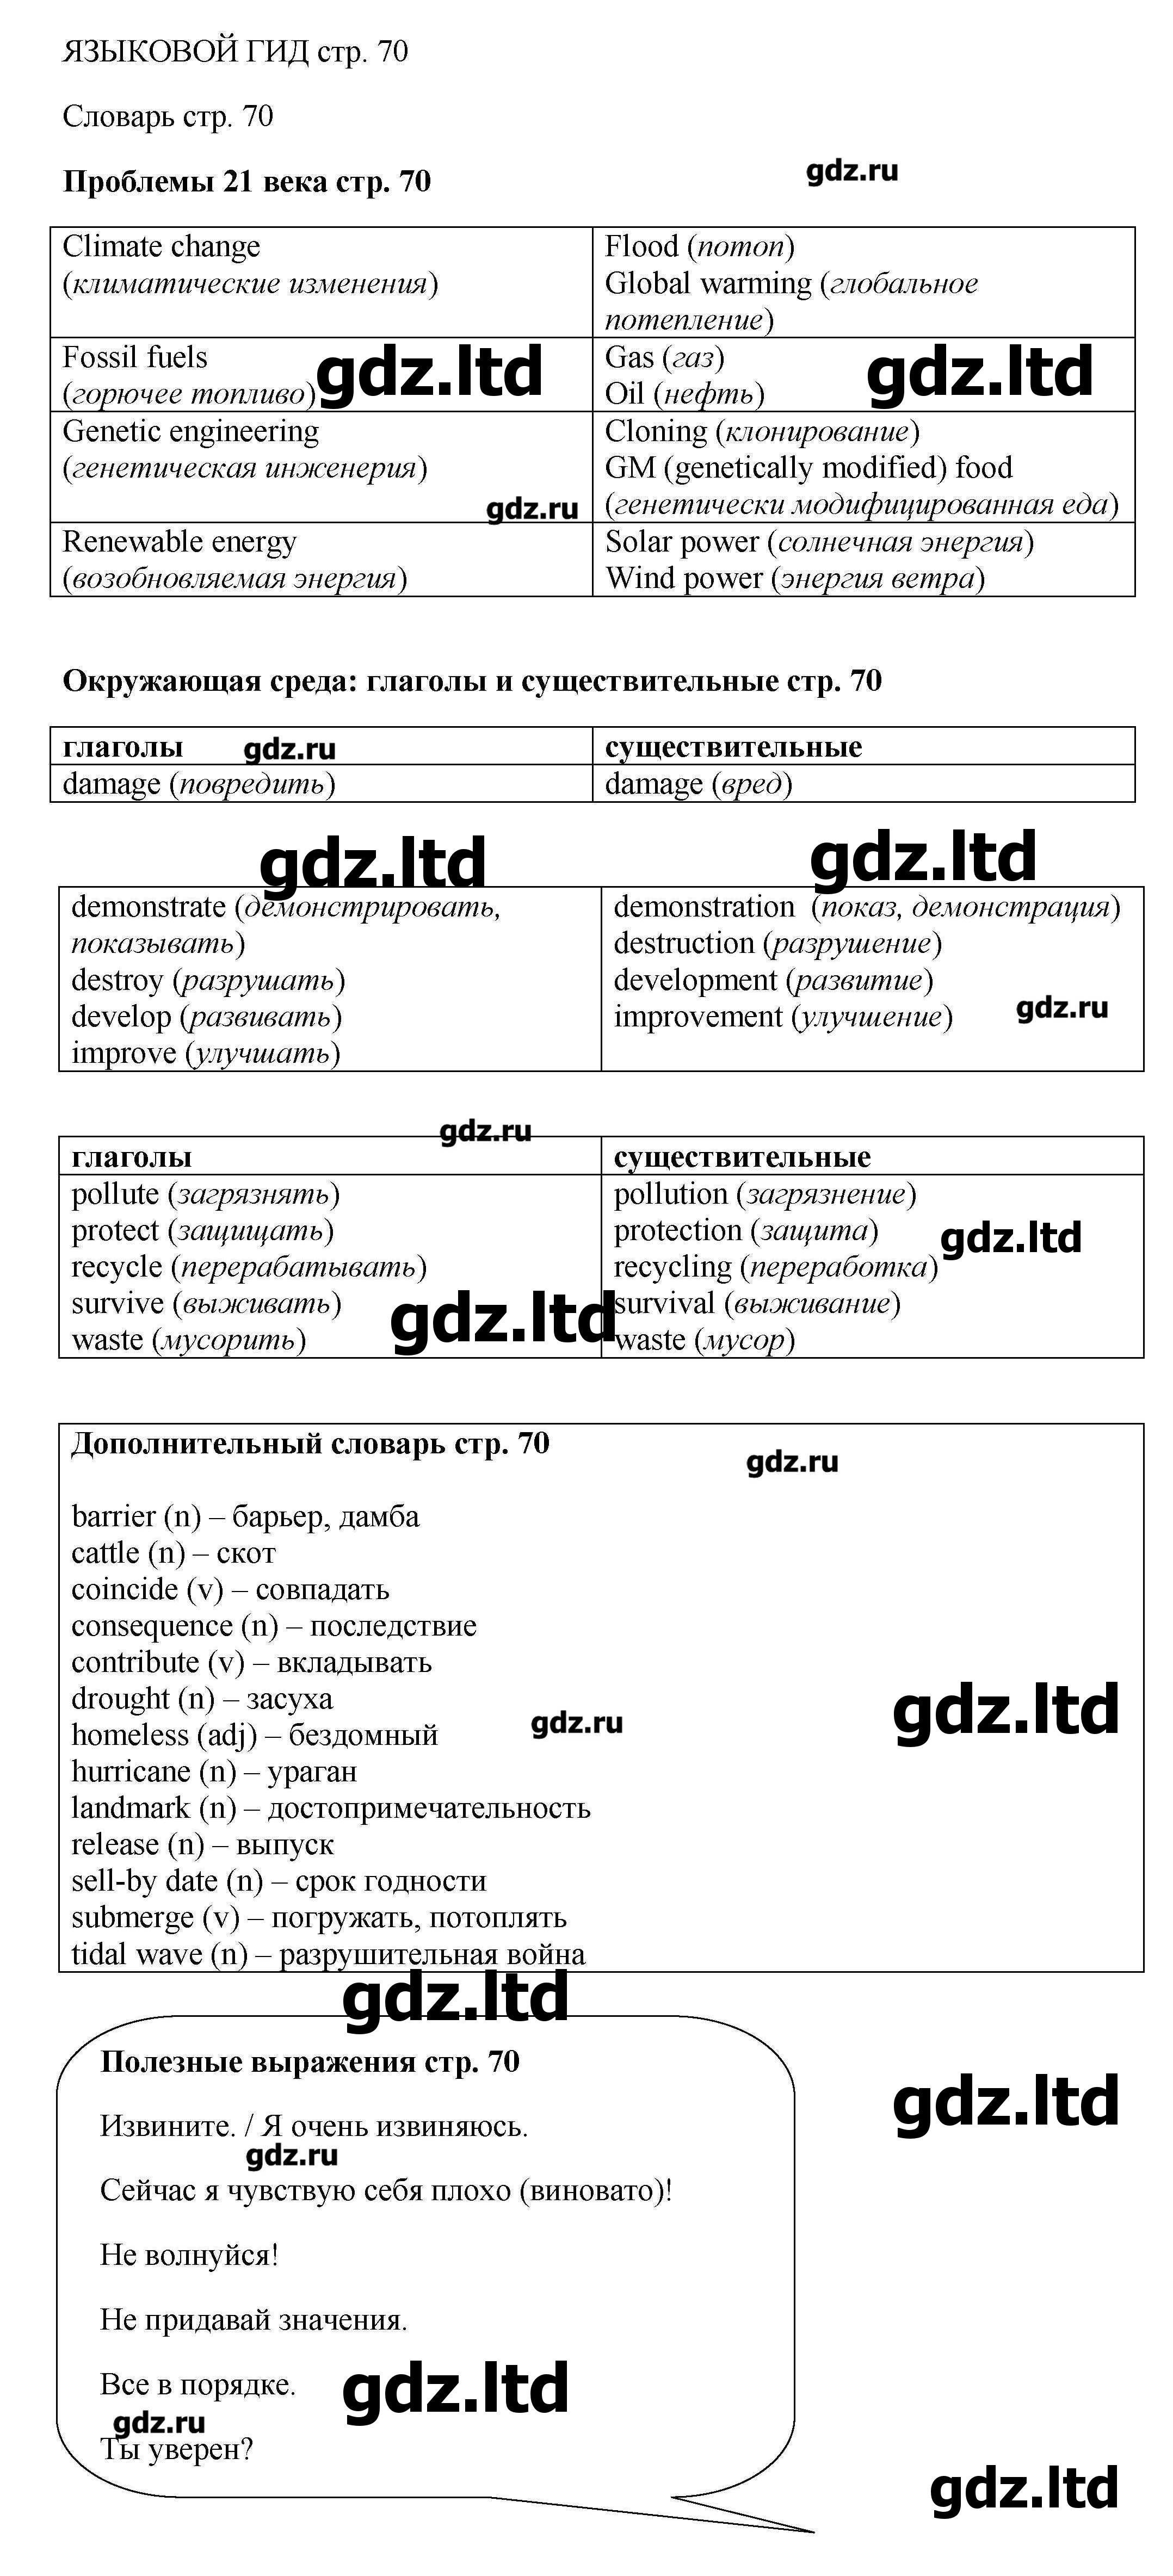 ЯЗЫКОВОЙ ГИД стр. 70
Словарь стр. 70
Проблемы 21 века стр. 70
gdz.ru
Climate change
(климатические изменения)
Flood (потоп)
Global warming (глобальное
потепление)
Fossil fuels
(горючее топливо)
gdz.ltd
Gas (газ)
Oil (нефть)
gdz.ltd
Genetic engineering
(генетическая инженерия)
gdz.ru
Cloning (клонирование)
GM (genetically modified) food
(генетически модифицированная еда)
Renewable energy
(возобновляемая энергия)
Solar power (солнечная энергия)
Wind power (энергия ветра)
Окружающая среда: глаголы и существительные стр. 70
глаголы
gdz.ru
существительные
damage (повредить)
damage (вред)
gdz.ltd
gdz.ltd
demonstrate (демонстрировать,
показывать)
destroy (разрушать)
develop (развивать)
improve (улучшать)
demonstration (показ, демонстрация)
destruction (разрушение)
development (развитие)
improvement (улучшение)
gdz.ru
gdz.ru
глаголы
существительные
pollute (загрязнять)
protect (защищать)
recycle (перерабатывать)
survive (выживать)
waste (мусорить)
gdz.ltd
pollution (загрязнение)
protection (защита)
recycling (переработка)
survival (выживание)
waste (мусор)
gdz.ltd
Дополнительный словарь стр. 70
gdz.ru
barrier (n) – барьер, дамба
cattle (n) – скот
coincide (v) – совпадать
consequence (n) – последствие
contribute (v) – вкладывать
drought (n) – засуха
homeless (adj) – бездомный
hurricane (n) – ураган
landmark (n) – достопримечательность
release (n) – выпуск
sell-by date (n) – срок годности
submerge (v) – погружать, потоплять
tidal wave (n) – разрушительная война
gdz.ru
gdz.ltd
gdz.ltd
Полезные выражения стр. 70
Извините. / Я очень извиняюсь.
gdz.ru
Сейчас я чувствую себя плохо (виновато)!
Не волнуйся!
Не придавай значения.
Все в порядке.
gdz.ru
Ты уверен?
gdz.ltd
gdz.ltd
gdz.ltd